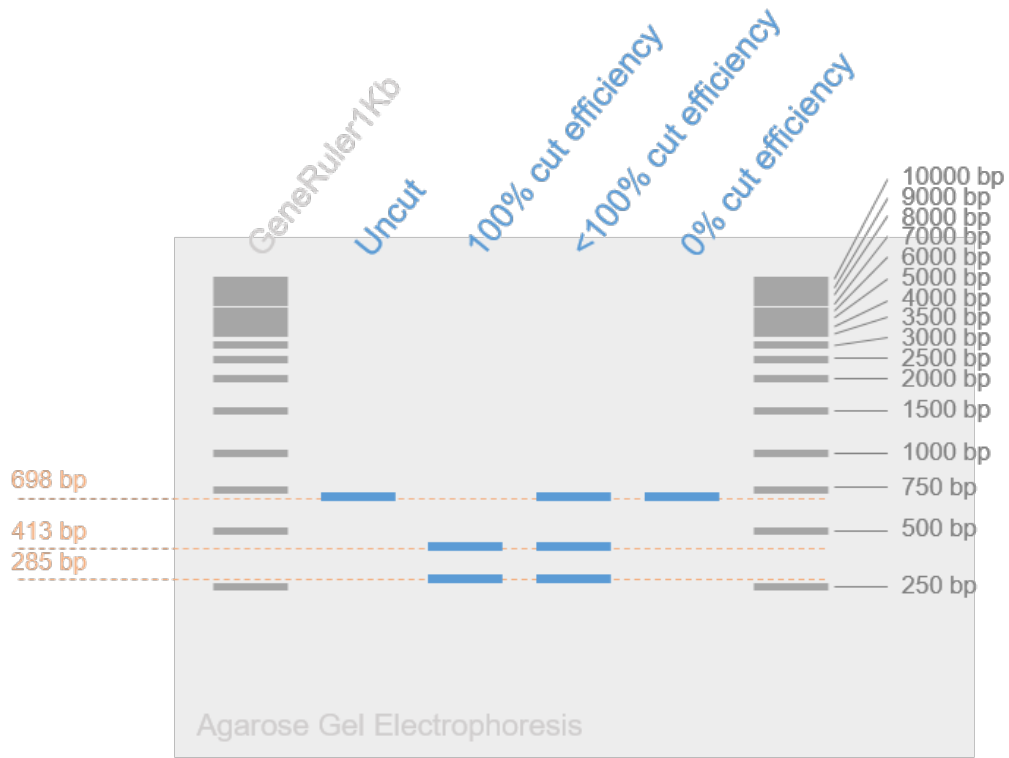 GeneRuler1Kb
Uncut
100% cut efficiency
<100% cut efficiency
0% cut efficiency
10000 bp
9000 bp
8000 bp
7000 bp
6000 bp
5000 bp
4000 bp
3500 bp
3000 bp
2500 bp
2000 bp
1500 bp
1000 bp
698 bp
750 bp
413 bp
500 bp
285 bp
250 bp
Agarose Gel Electrophoresis